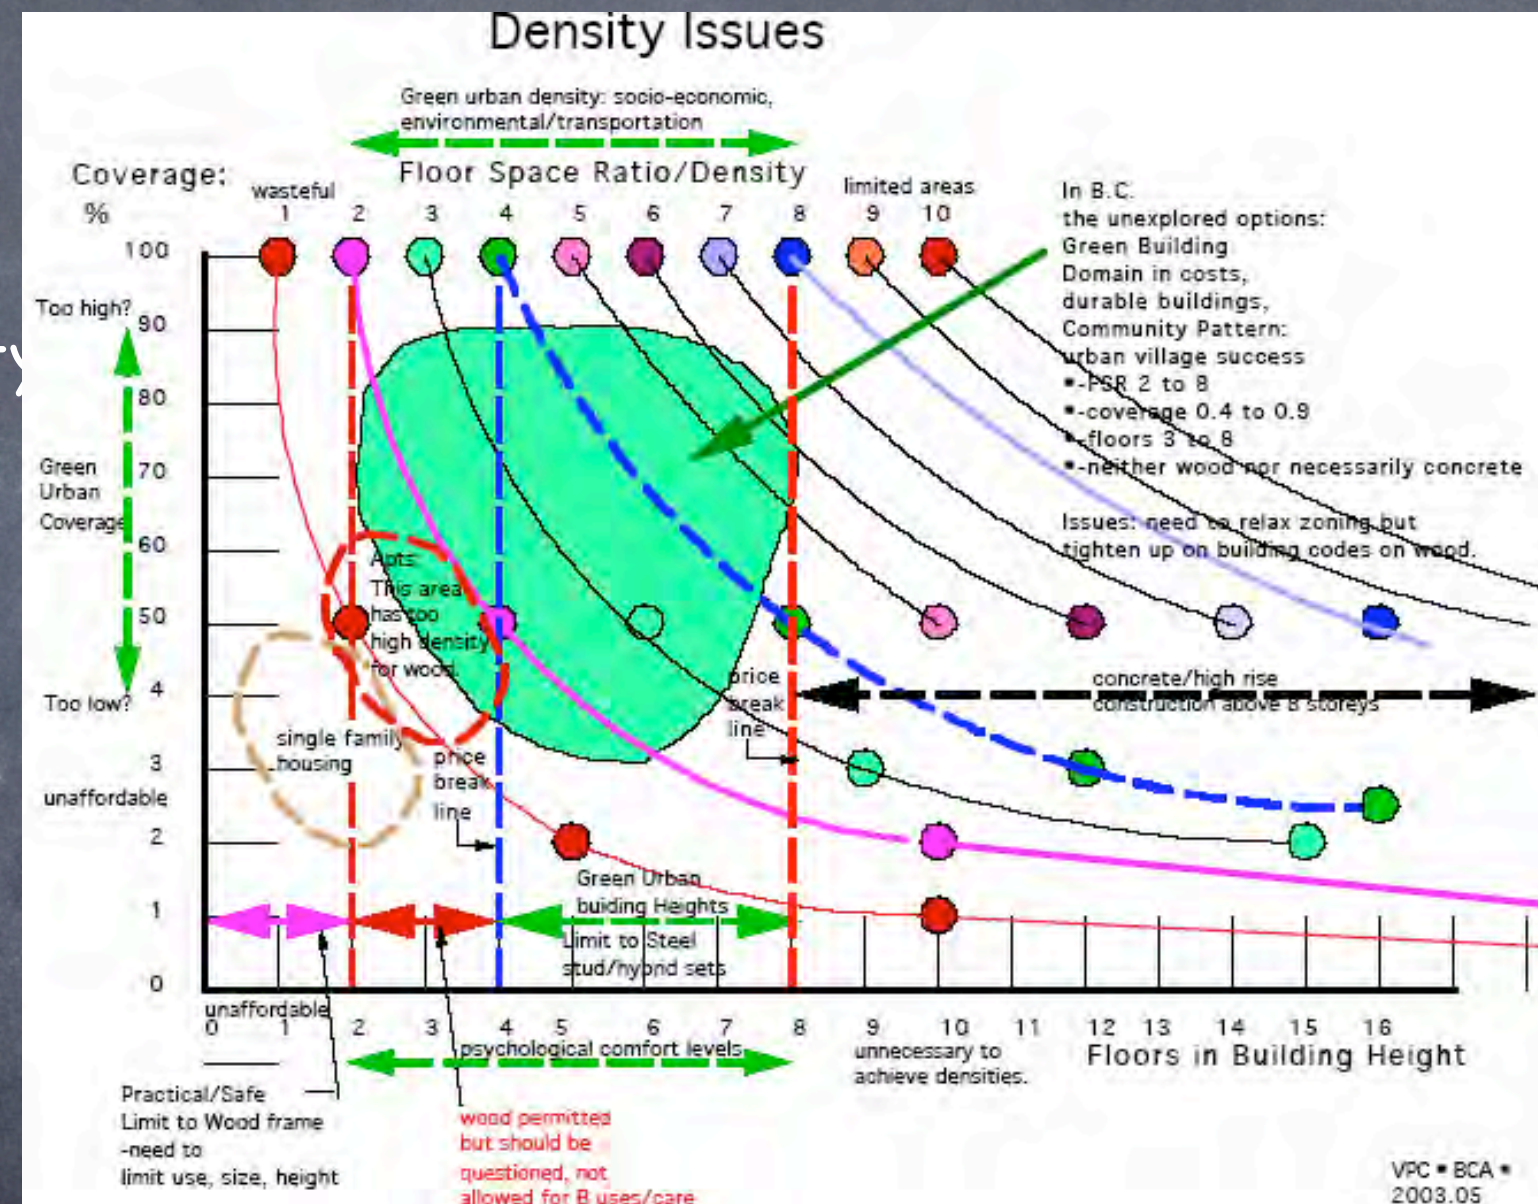 Density Issues
Green urban density: socio-economic,
environmental/transportation
Floor Space Ratio/Density
Coverage:
%
wasteful
limited areas
1 2 3 4 5 6 7 8 9 10
In B.C.
the unexplored options:
Green Building
Domain in costs,
durable buildings,
Community Pattern:
urban village success
▪-FSR 2 to 8
▪-coverage 0.4 to 0.9
▪-floors 3 to 8
▪-neither wood nor necessarily concrete
Issues: need to relax zoning but
tighten up on building codes on wood.
100
Too high?
90
80
Green
Urban
Coverage
70
60
50
Too low?
4
3
unaffordable
2
1
0
Apts:
This area
has too
high density
for wood.
single family
housing
price
break
line
price
break
line
concrete/high rise
construction above 8 storeys
Green Urban
buiding Heights
Limit to Steel
stud/hybrid sets
unaffordable
0 1 2 3 4 5 6 7 8 9 10 11 12 13 14 15 16
psychological comfort levels
unnecessary to
achieve densities.
Floors in Building Height
Practical/Safe
Limit to Wood frame
-need to
limit use, size, height
wood permitted
but should be
questioned, not
allowed for B uses/care
VPC ▪ BCA ▪
2003.05